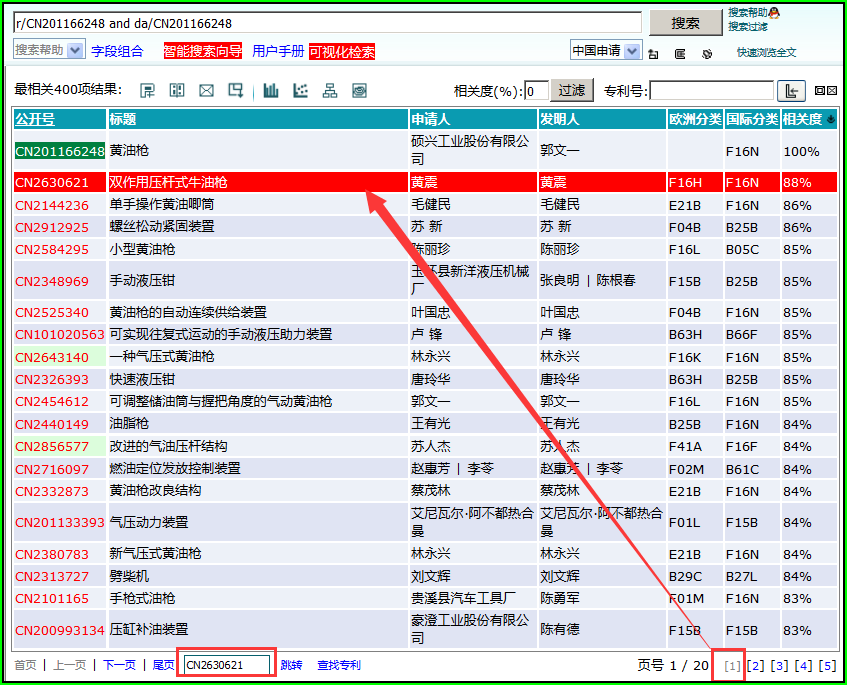 r/CN201166248 and da/CN201166248 搜索 搜索帮助
搜索过滤
搜索帮助 字段组合 智能搜索向导 用户手册 可视化检索 中国申请 快速浏览全文
最相关400项结果: 相关度(%): 0 过滤 专利号:
公开号 标题 申请人 发明人 欧洲分类 国际分类 相关度
CN201166248 黄油枪 硕兴工业股份有限公司 郭文一 F16N 100%
CN2630621 双作用压杆式牛油枪 黄震 黄震 F16H F16N 88%
CN2144236 单手操作黄油唧筒 毛健民 毛健民 E21B F16N 86%
CN2912925 螺丝松动紧固装置 苏 新 苏 新 F04B B25B 86%
CN2584295 小型黄油枪 陈丽珍 陈丽珍 F16L B05C 85%
CN2348969 手动液压钳 玉环县新洋液压机械厂 张良明 | 陈根春 F15B B25B 85%
CN2525340 黄油枪的自动连续供给装置 叶国忠 叶国忠 F04B F16N 85%
CN101020563 可实现往复式运动的手动液压助力装置 卢 锋 卢 锋 B63H B66F 85%
CN2643140 一种气压式黄油枪 林永兴 林永兴 F16K F16N 85%
CN2326393 快速液压钳 唐玲华 唐玲华 B63H B25B 85%
CN2454612 可调整储油筒与握把角度的气动黄油枪 郭文一 郭文一 F16L F16N 85%
CN2440149 油脂枪 王有光 王有光 B25B F16N 84%
CN2856577 改进的气油压杆结构 苏人杰 苏人杰 F41A F16F 84%
CN2716097 燃油定位发放控制装置 赵惠芳 | 李苓 赵惠芳 | 李苓 F02M B61C 84%
CN2332873 黄油枪改良结构 蔡茂林 蔡茂林 E21B F16N 84%
CN201133393 气压动力装置 艾尼瓦尔·阿不都热合曼 艾尼瓦尔·阿不都热合曼 F01L F15B 84%
CN2380783 新气压式黄油枪 林永兴 林永兴 E21B F16N 84%
CN2313727 劈柴机 刘文辉 刘文辉 B29C B27L 84%
CN2101165 手枪式油枪 贵溪县汽车工具厂 陈勇军 F01M F16N 83%
CN200993134 压缸补油装置 豪澄工业股份有限公司 陈有德 F15B F15B 83%
首页 | 上一页 | 下一页 | 尾页 CN2630621 跳转 查找专利 页号 1 / 20 [1] [2] [3] [4] [5]